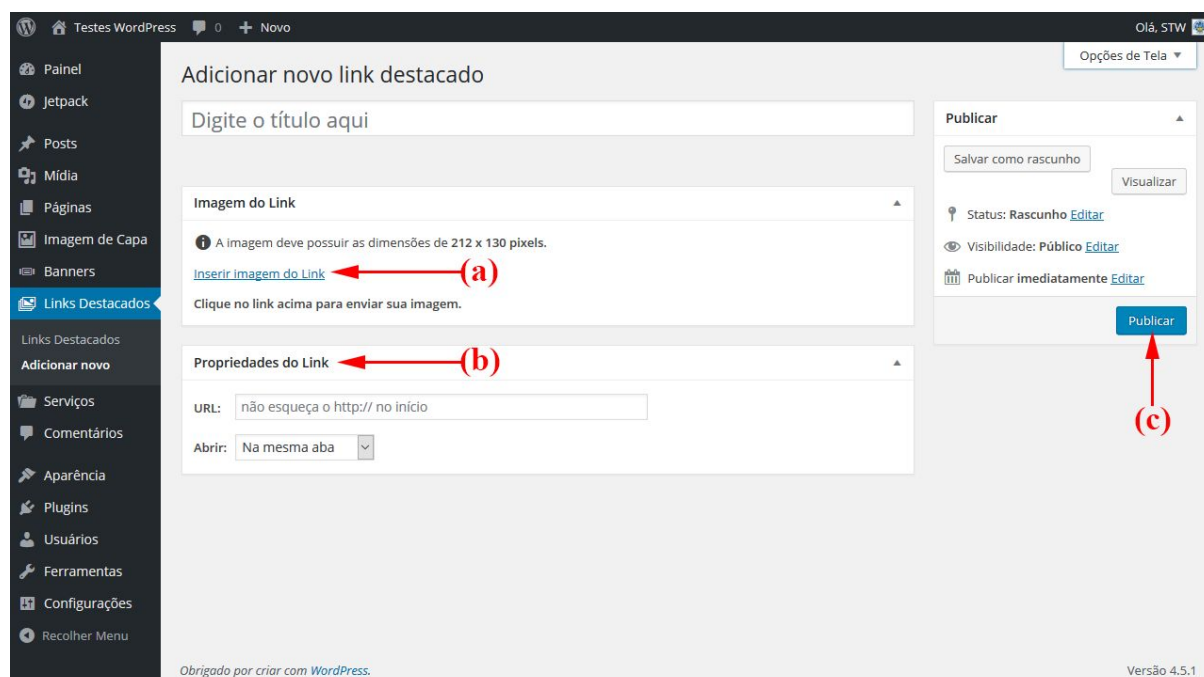 Testes WordPress 0 + Novo
Olá, STW
Opções de Tela
Painel
Jetpack
Posts
Mídia
Páginas
Imagem de Capa
Banners
Links Destacados
Links Destacados
Adicionar novo
Serviços
Comentários
Aparência
Plugins
Usuários
Ferramentas
Configurações
Recolher Menu
Adicionar novo link destacado
Digite o título aqui
Imagem do Link
A imagem deve possuir as dimensões de 212 x 130 pixels.
Inserir imagem do Link (a)
Clique no link acima para enviar sua imagem.
Propriedades do Link (b)
URL: não esqueça o http:// no início
Abrir: Na mesma aba
Publicar
Salvar como rascunho
Visualizar
Status: Rascunho Editar
Visibilidade: Público Editar
Publicar imediatamente Editar
Publicar
(c)
Obrigado por criar com WordPress.
Versão 4.5.1